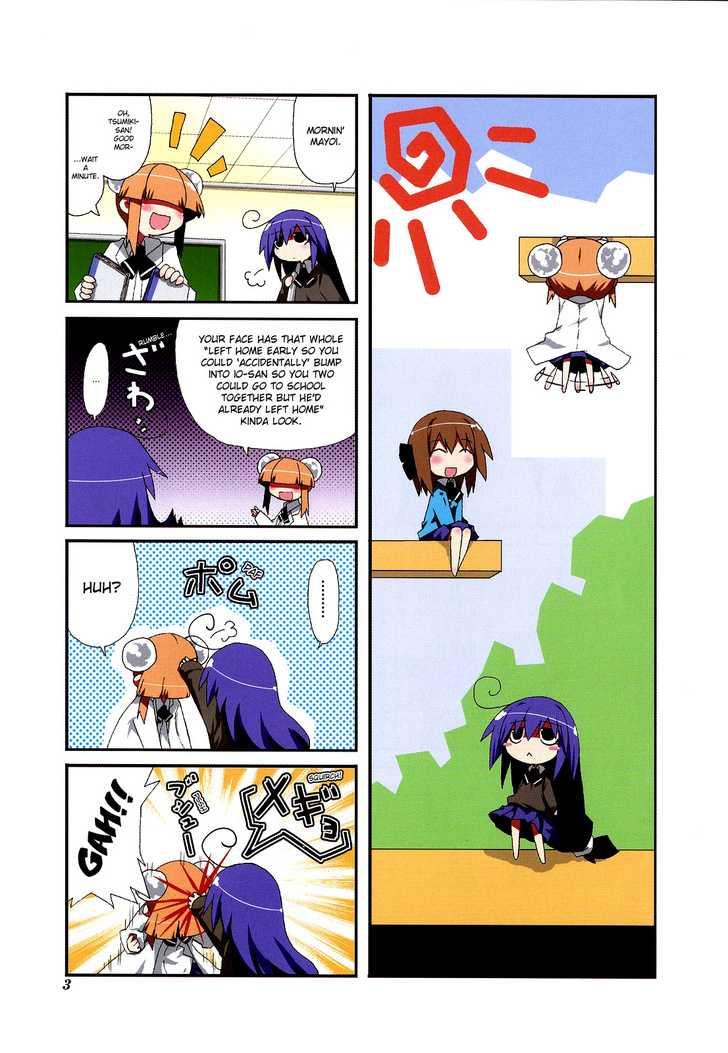 MORNIN'
MAYOI.
OH,
TSUMIKI-
SAN!
GOOD
MOR-
...WAIT
A
MINUTE.
YOUR FACE HAS THAT WHOLE
"LEFT HOME EARLY SO YOU
COULD 'ACCIDENTALLY' BUMP
INTO IO-SAN SO YOU TWO
COULD GO TO SCHOOL
TOGETHER BUT HE'D
ALREADY LEFT HOME"
KINDA LOOK.
RUMBLE...
ざわ
...
.........
PAF
ポム
HUH?
SQUIRCH!
メギョ
ブシュー
GAH!!
3